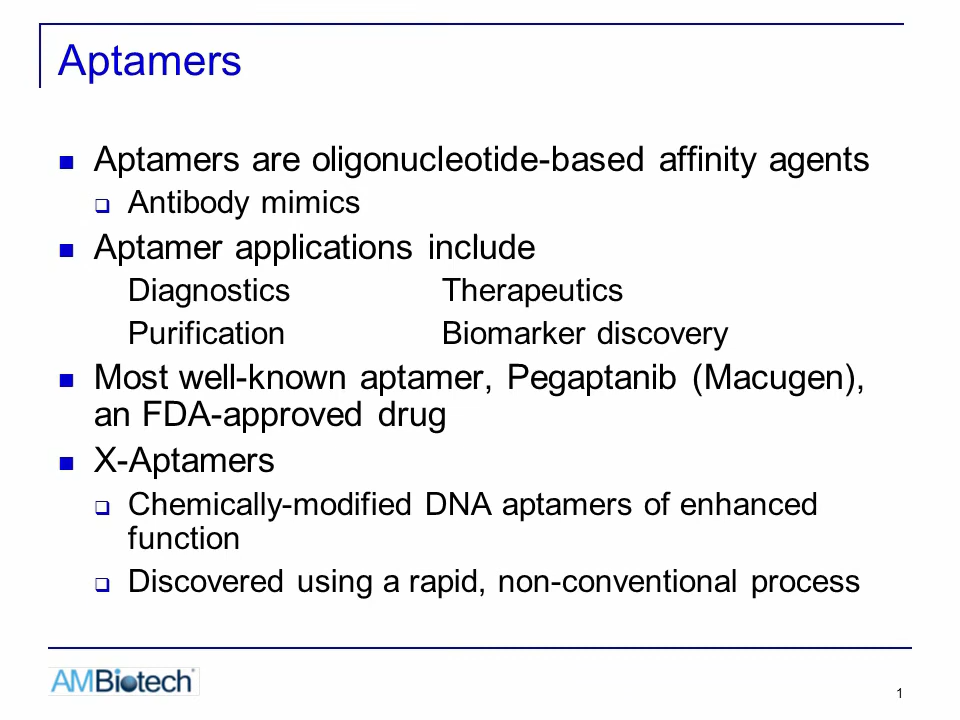 Aptamers
Aptamers are oligonucleotide-based affinity agents
Antibody mimics
Aptamer applications include
Diagnostics Therapeutics
Purification Biomarker discovery
Most well-known aptamer, Pegaptanib (Macugen),
an FDA-approved drug
X-Aptamers
Chemically-modified DNA aptamers of enhanced
function
Discovered using a rapid, non-conventional process
AMBiotech
1